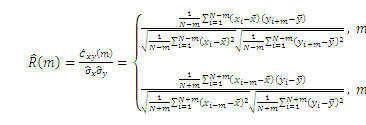 R̂(m) = ĉ_xy(m) / (σ̂_x σ̂_y) = {
(1/(N−m) Σ_{i=1}^{N−m} (x_i − x̄)(y_{i+m} − ȳ)) / (√(1/(N−m) Σ_{i=1}^{N−m} (x_i − x̄)²) √(1/(N−m) Σ_{i=1}^{N−m} (y_{i+m} − ȳ)²)), m
(1/(N+m) Σ_{i=1}^{N+m} (x_{i−m} − x̄)(y_i − ȳ)) / (√(1/(N+m) Σ_{i=1}^{N+m} (x_{i−m} − x̄)²) √(1/(N+m) Σ_{i=1}^{N+m} (y_i − ȳ)²)), m